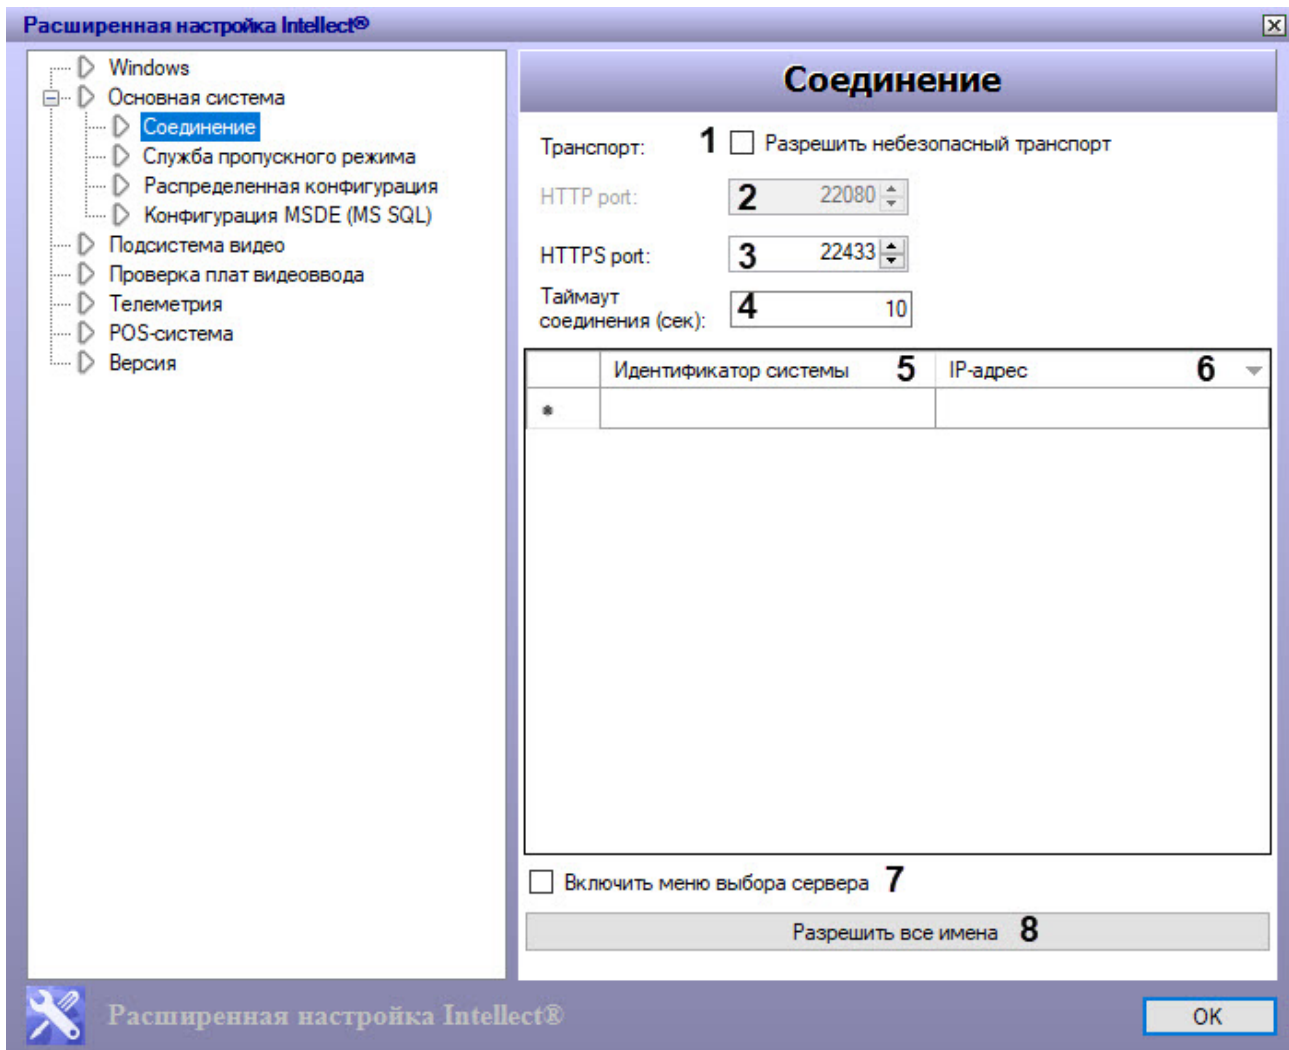 Расширенная настройка Intellect®
Windows
Основная система
Соединение
Служба пропускного режима
Распределенная конфигурация
Конфигурация MSDE (MS SQL)
Подсистема видео
Проверка плат видеоввода
Телеметрия
POS-система
Версия
Соединение
Транспорт: 1 Разрешить небезопасный транспорт
HTTP port: 2 22080
HTTPS port: 3 22433
Таймаут
соединения (сек): 4 10
Идентификатор системы 5 IP-адрес 6
*
Включить меню выбора сервера 7
Разрешить все имена 8
Расширенная настройка Intellect®
OK